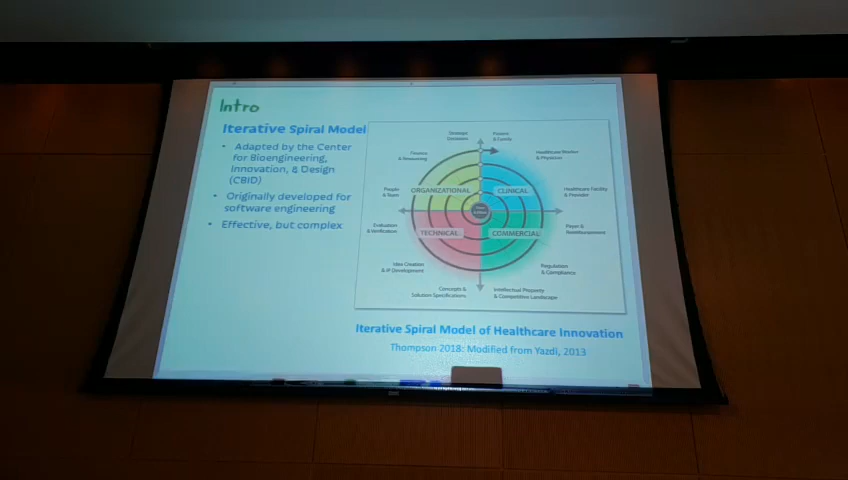 Intro
Iterative Spiral Model
• Adapted by the Center
for Bioengineering,
Innovation, & Design
(CBID)
• Originally developed for
software engineering
• Effective, but complex
Strategic
Decisions
Patient
& Family
Finance
& Resourcing
Healthcare Worker
& Physician
People
& Team
ORGANIZATIONAL
CLINICAL
Healthcare Facility
& Provider
Evaluation
& Verification
TECHNICAL
COMMERCIAL
Payer &
Reimbursement
Idea Creation
& IP Development
Regulation
& Compliance
Concepts &
Solution Specifications
Intellectual Property
& Competitive Landscape
Iterative Spiral Model of Healthcare Innovation
Thompson 2018: Modified from Yazdi, 2013